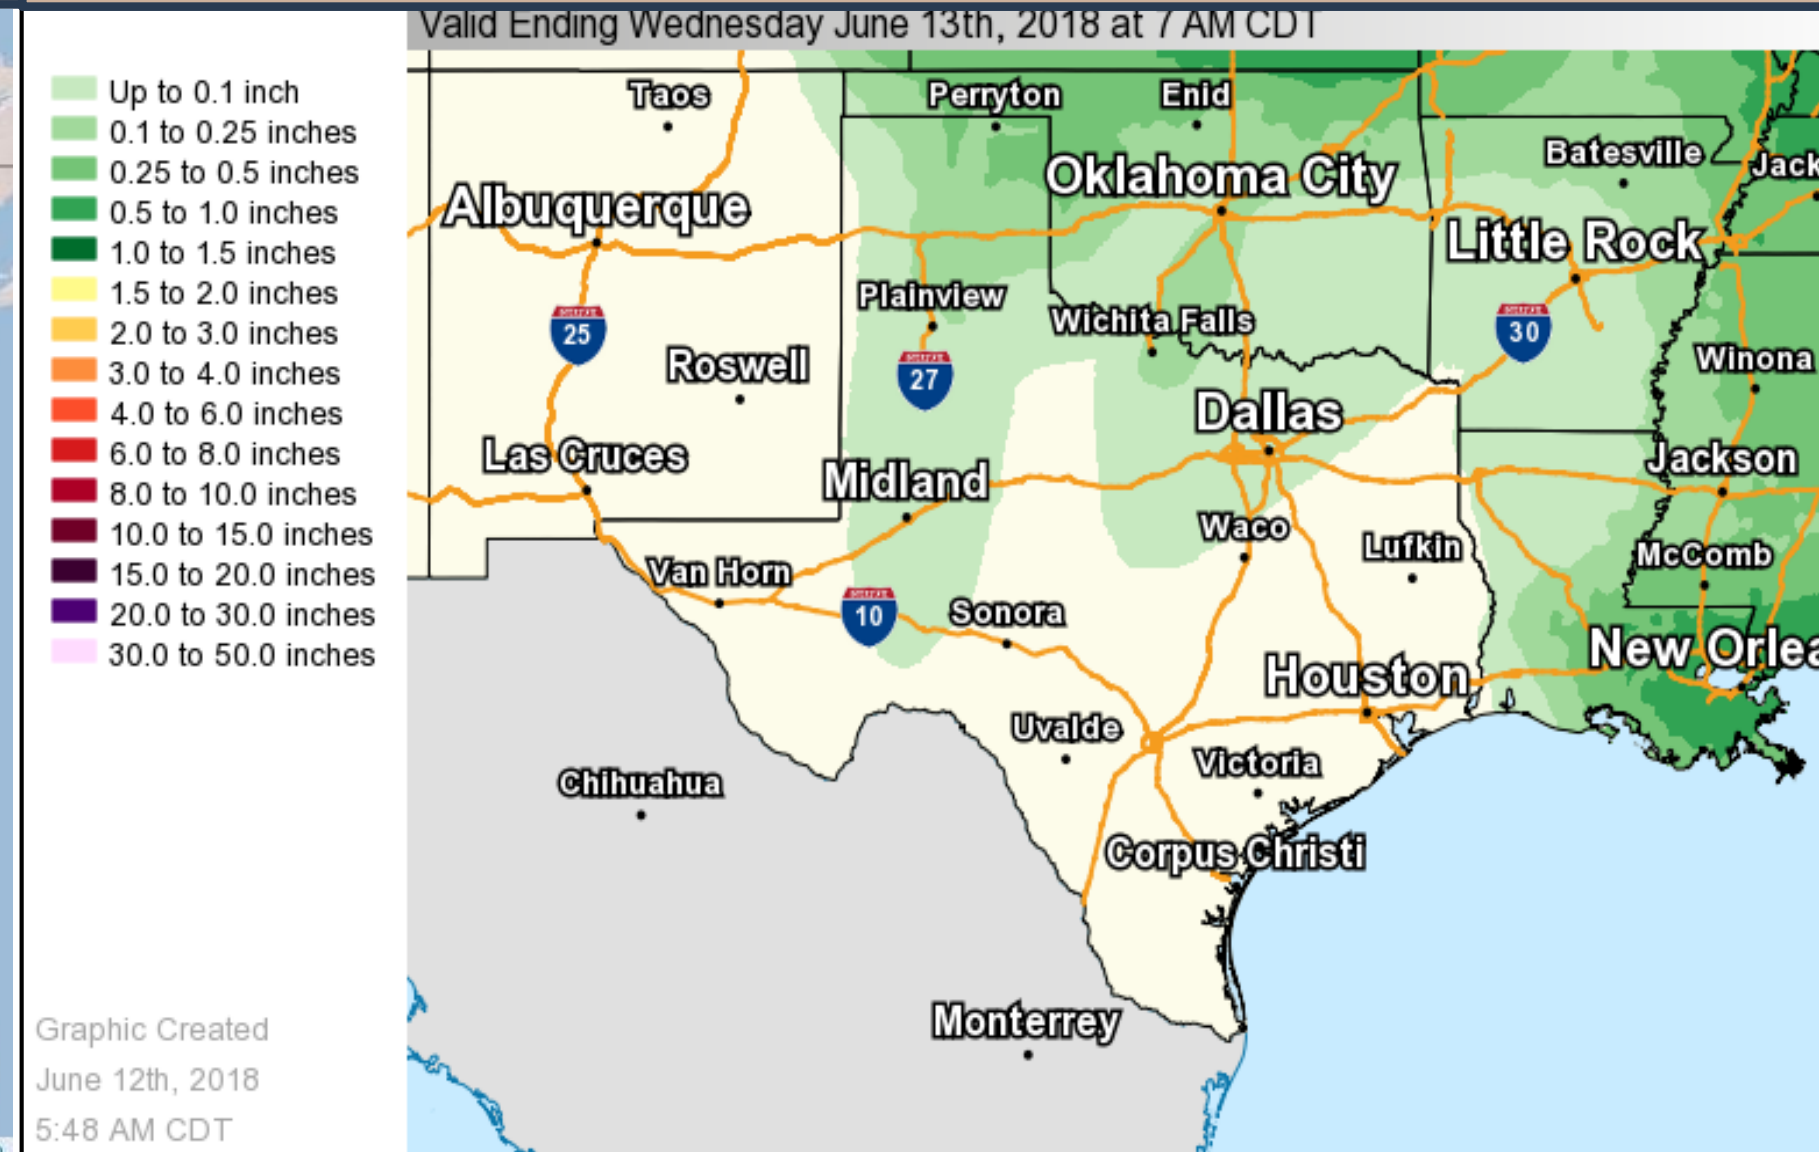 Valid Ending Wednesday June 13th, 2018 at 7 AM CDT
Up to 0.1 inch
0.1 to 0.25 inches
0.25 to 0.5 inches
0.5 to 1.0 inches
1.0 to 1.5 inches
1.5 to 2.0 inches
2.0 to 3.0 inches
3.0 to 4.0 inches
4.0 to 6.0 inches
6.0 to 8.0 inches
8.0 to 10.0 inches
10.0 to 15.0 inches
15.0 to 20.0 inches
20.0 to 30.0 inches
30.0 to 50.0 inches
Graphic Created
June 12th, 2018
5:48 AM CDT
Taos
Perryton
Enid
Batesville
Jack
Oklahoma City
Albuquerque
Little Rock
Plainview
Wichita Falls
25
30
Roswell
27
Winona
Dallas
Las Cruces
Midland
Jackson
Waco
Lufkin
McComb
Van Horn
10
Sonora
New Orlea
Houston
Uvalde
Victoria
Chihuahua
Corpus Christi
Monterrey